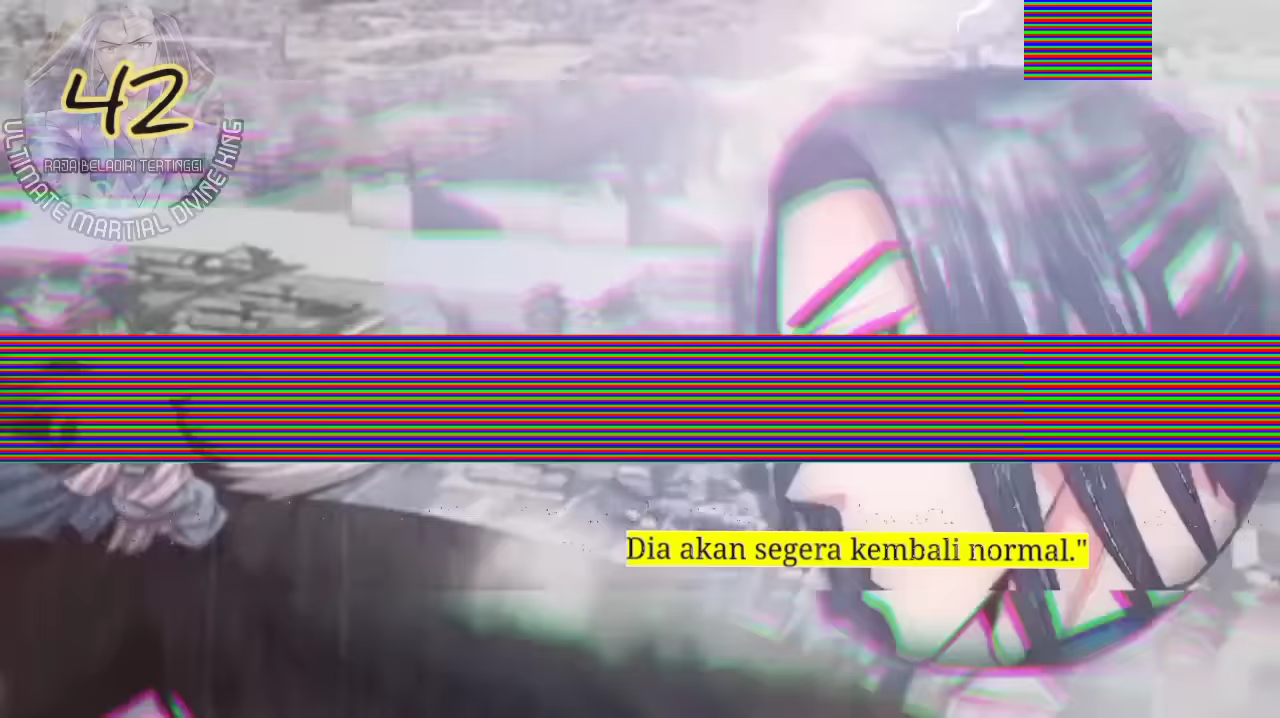 42
RAJA BELADIRI TERTINGGI
ULTIMATE MARTIAL DIVINE KING
Dia akan segera kembali normal."